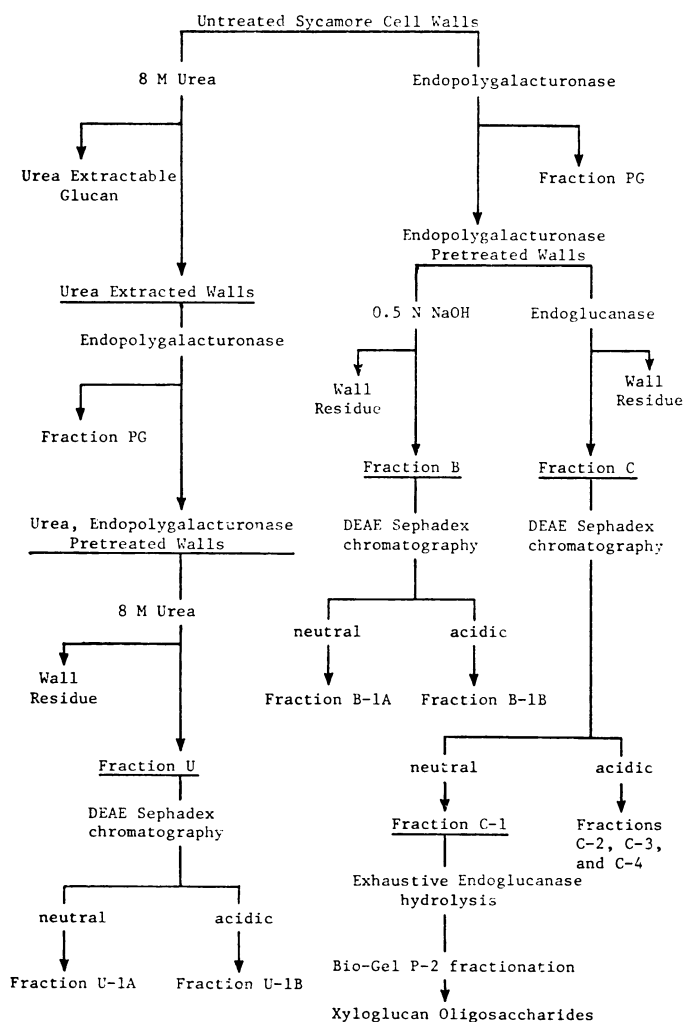 Untreated Sycamore Cell Walls
8 M Urea
Endopolygalacturonase
Urea Extractable
Glucan
Fraction PG
Endopolygalacturonase
Pretreated Walls
Urea Extracted Walls
0.5 N NaOH
Endoglucanase
Endopolygalacturonase
Wall
Residue
Wall
Residue
Fraction PG
Fraction B
Fraction C
Urea, Endopolygalacturonase
Pretreated Walls
DEAE Sephadex
chromatography
DEAE Sephadex
chromatography
8 M Urea
neutral
acidic
Wall
Residue
Fraction B-1A
Fraction B-1B
Fraction U
neutral
acidic
DEAE Sephadex
chromatography
Fraction C-1
Fractions
C-2, C-3,
and C-4
Exhaustive Endoglucanase
hydrolysis
neutral
acidic
Bio-Gel P-2 fractionation
Fraction U-1A
Fraction U-1B
Xyloglucan Oligosaccharides